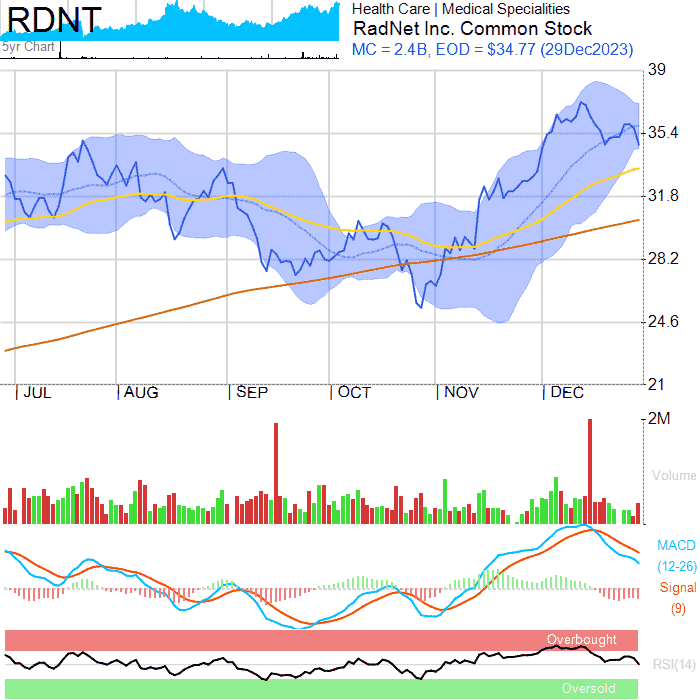 RDNT
5yr Chart
Health Care | Medical Specialities
RadNet Inc. Common Stock
MC = 2.4B, EOD = $34.77 (29Dec2023)
39
35.4
31.8
28.2
24.6
21
JUL
AUG
SEP
OCT
NOV
DEC
2M
Volume
MACD
(12-26)
Signal
(9)
Overbought
RSI(14)
Oversold